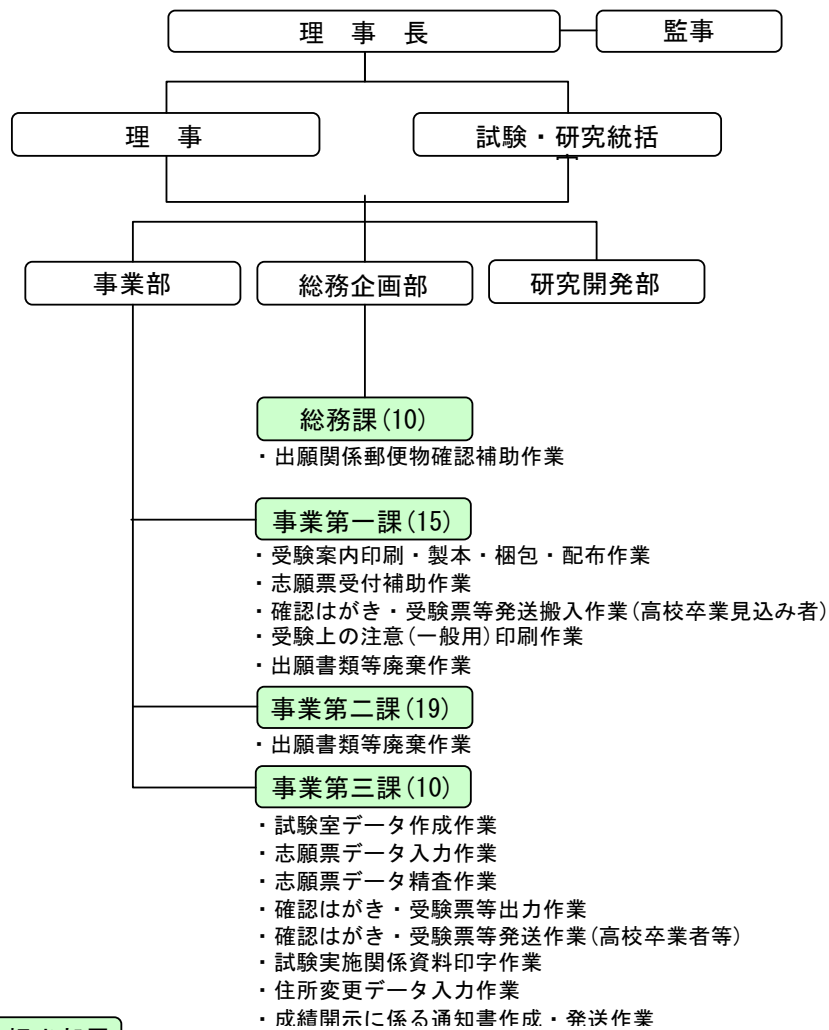 理　事　長
監事
理　事
試験・研究統括
事業部
総務企画部
研究開発部
総務課(10)
・出願関係郵便物確認補助作業
事業第一課(15)
・受験案内印刷・製本・梱包・配布作業
・志願票受付補助作業
・確認はがき・受験票等発送搬入作業(高校卒業見込み者)
・受験上の注意(一般用)印刷作業
・出願書類等廃棄作業
事業第二課(19)
・出願書類等廃棄作業
事業第三課(10)
・試験室データ作成作業
・志願票データ入力作業
・志願票データ精査作業
・確認はがき・受験票等出力作業
・確認はがき・受験票等発送作業(高校卒業者等)
・試験実施関係資料印字作業
・住所変更データ入力作業
・成績開示に係る通知書作成・発送作業